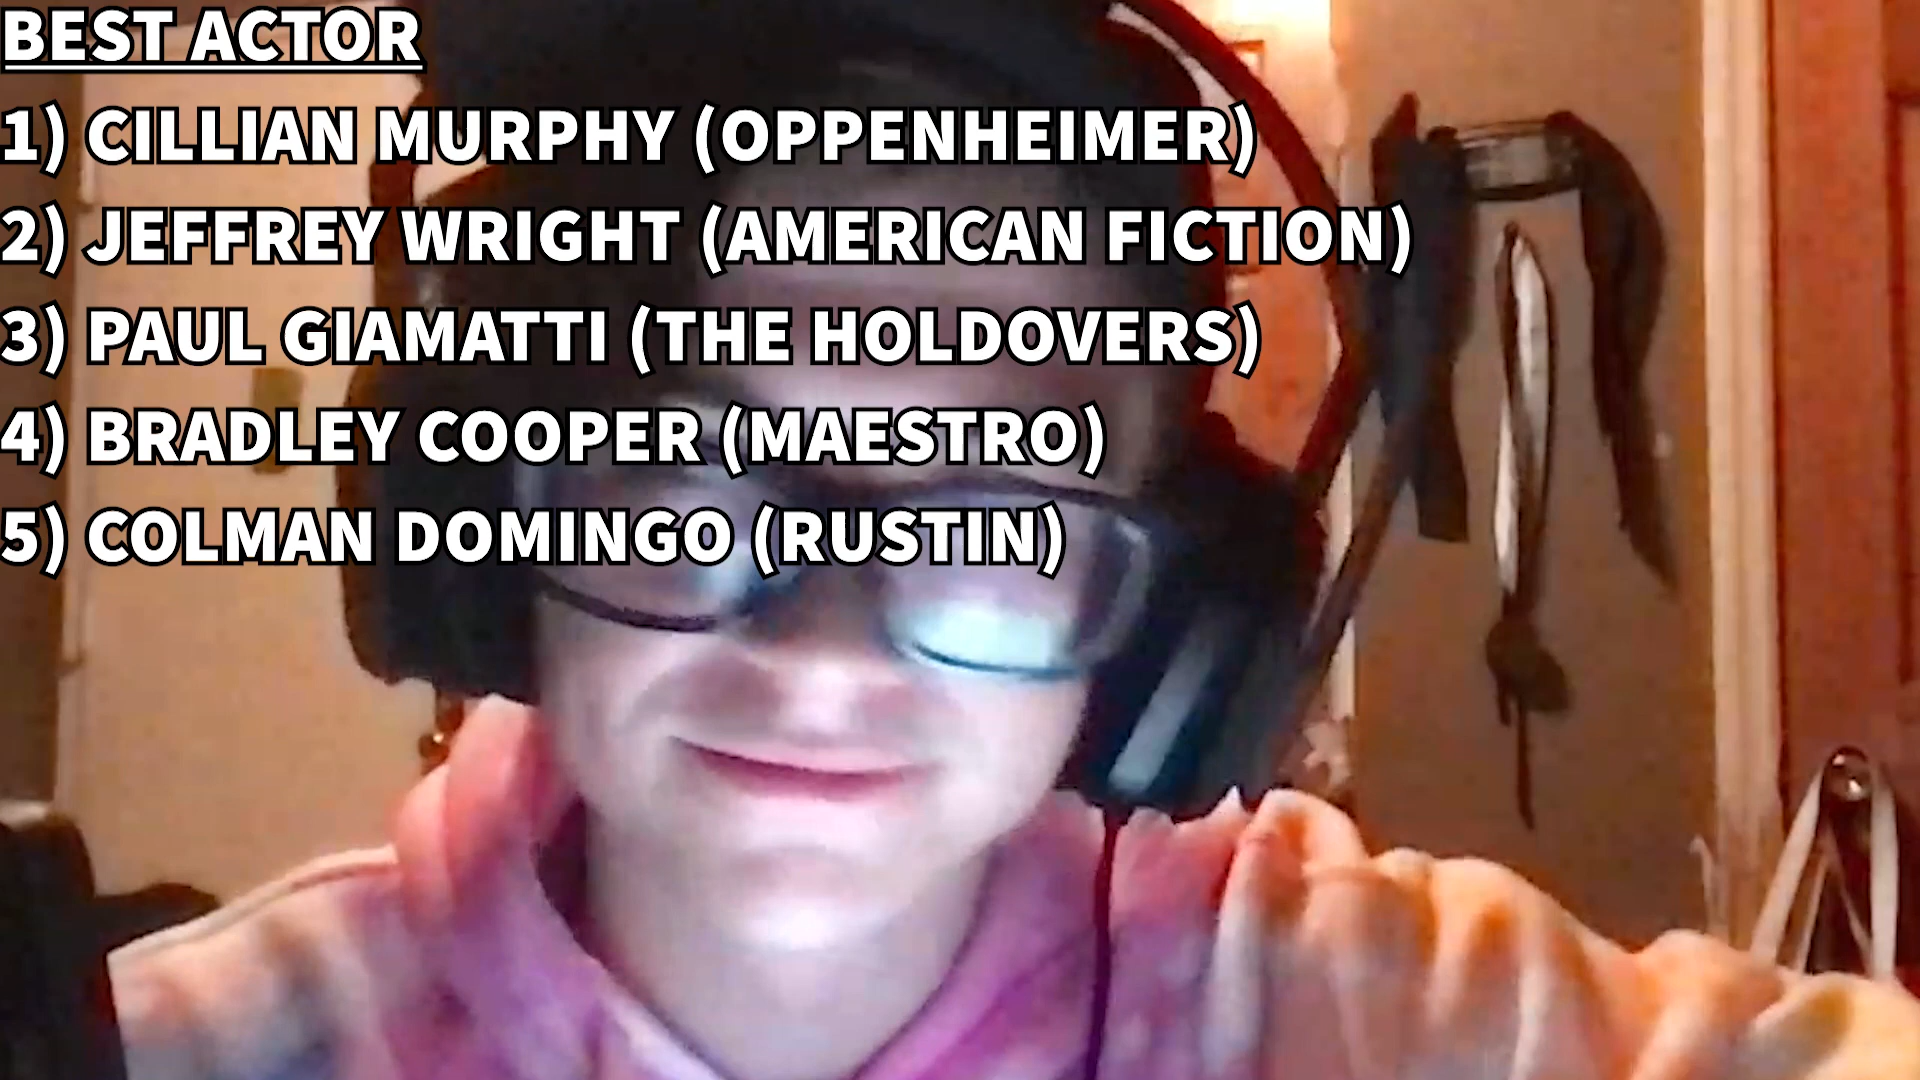 BEST ACTOR
1) CILLIAN MURPHY (OPPENHEIMER)
2) JEFFREY WRIGHT (AMERICAN FICTION)
3) PAUL GIAMATTI (THE HOLDOVERS)
4) BRADLEY COOPER (MAESTRO)
5) COLMAN DOMINGO (RUSTIN)